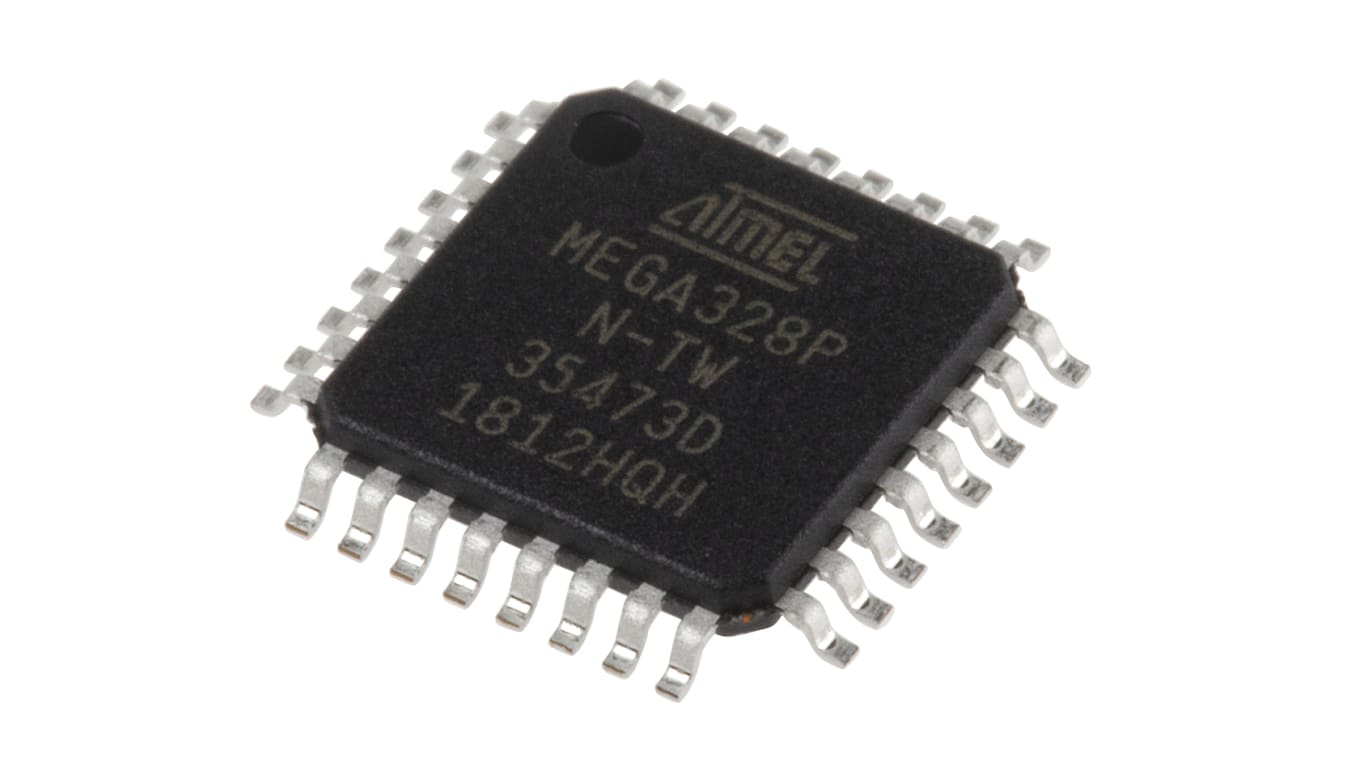 ATMEL
MEGA328P
N-TW
35473D
1812HQH